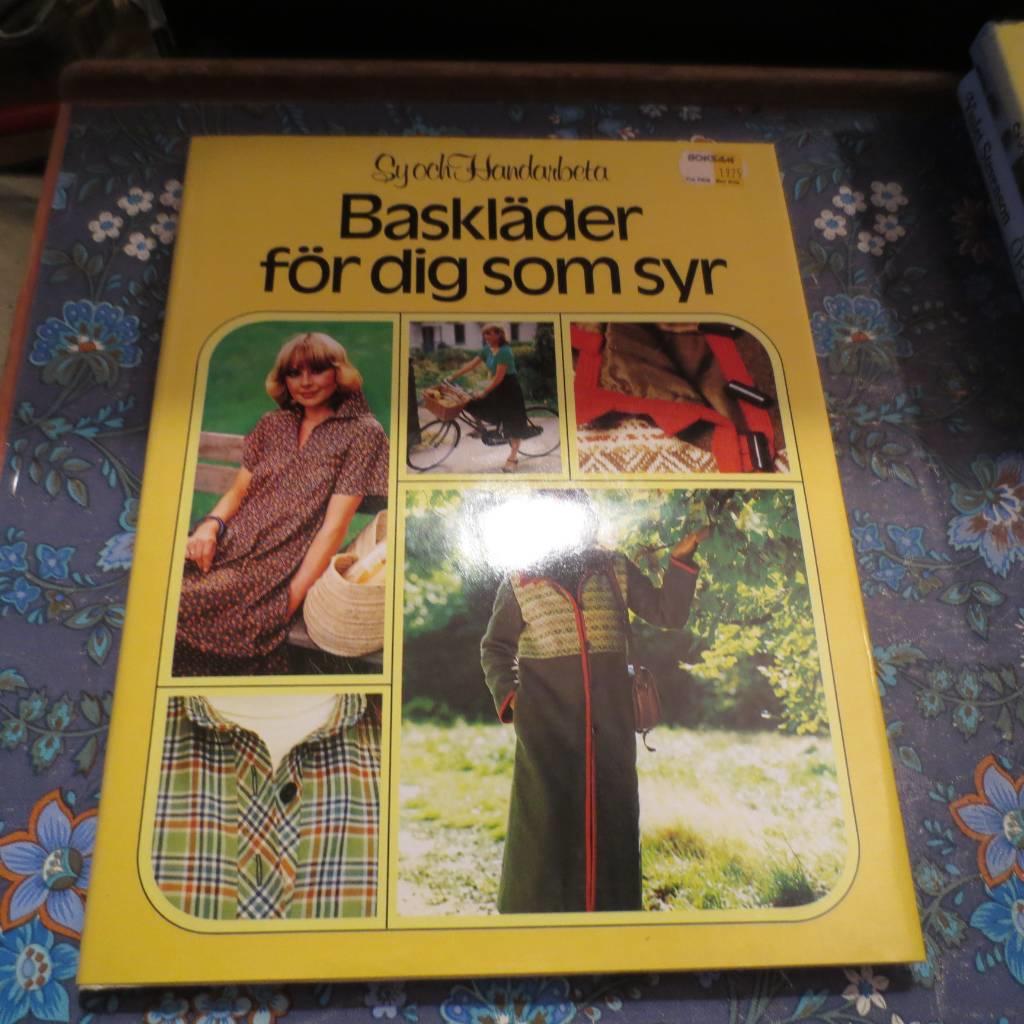 Sy och Handarbeta
Baskläder
för dig som syr